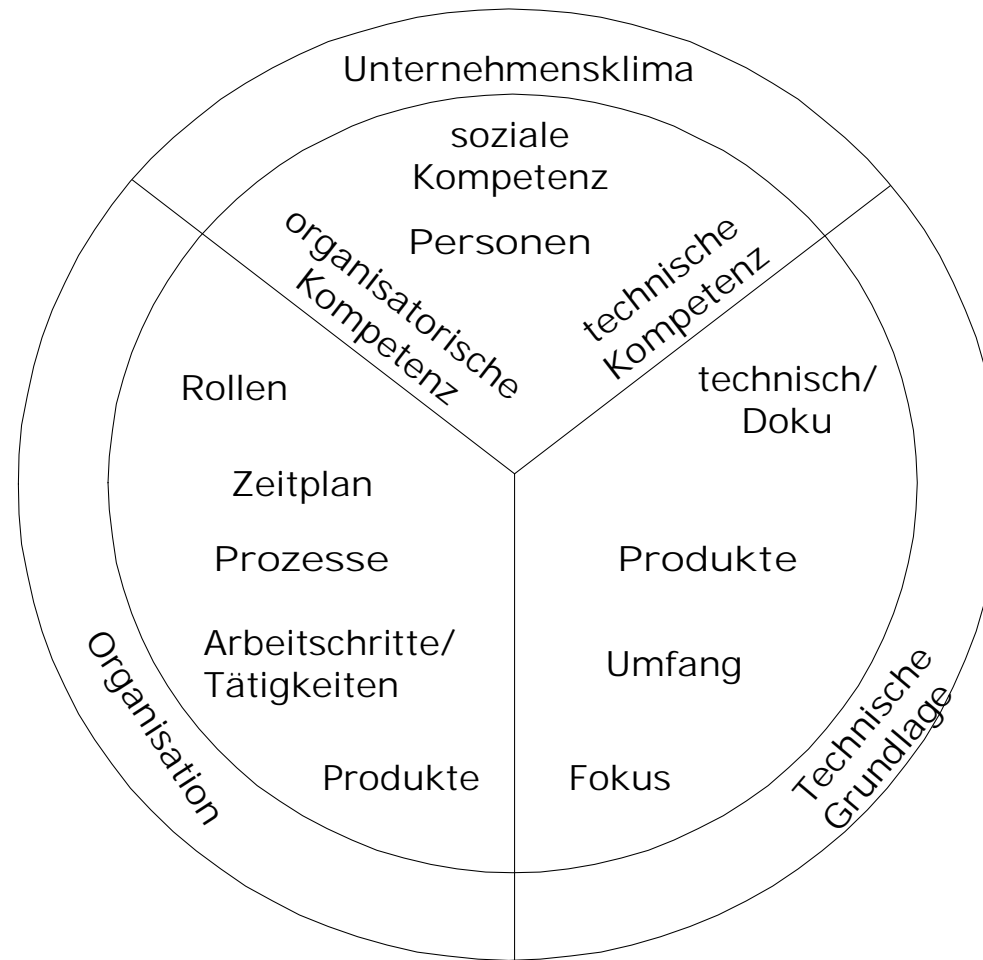 Unternehmensklima
soziale
Kompetenz
Personen
organisatorische
Kompetenz
technische
Kompetenz
Rollen
Zeitplan
Prozesse
Arbeitschritte/
Tätigkeiten
Produkte
technisch/
Doku
Produkte
Umfang
Fokus
Organisation
Technische
Grundlage